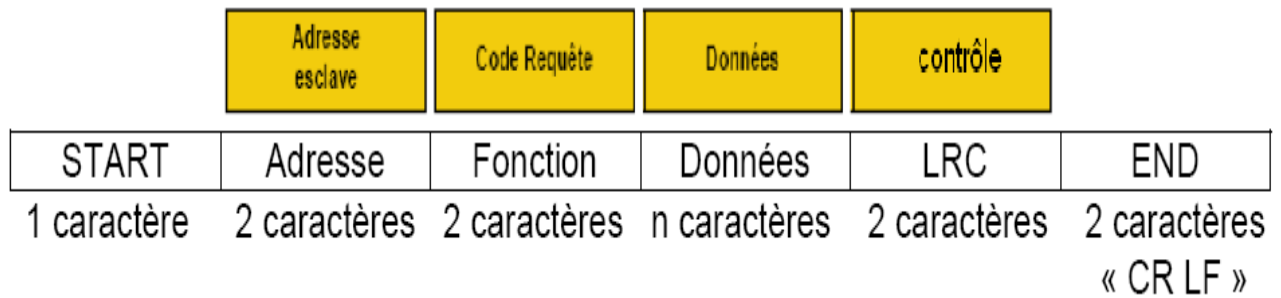 Adresse
esclave
Code Requête
Données
contrôle
START Adresse Fonction Données LRC END
1 caractère 2 caractères 2 caractères n caractères 2 caractères 2 caractères
« CR LF »